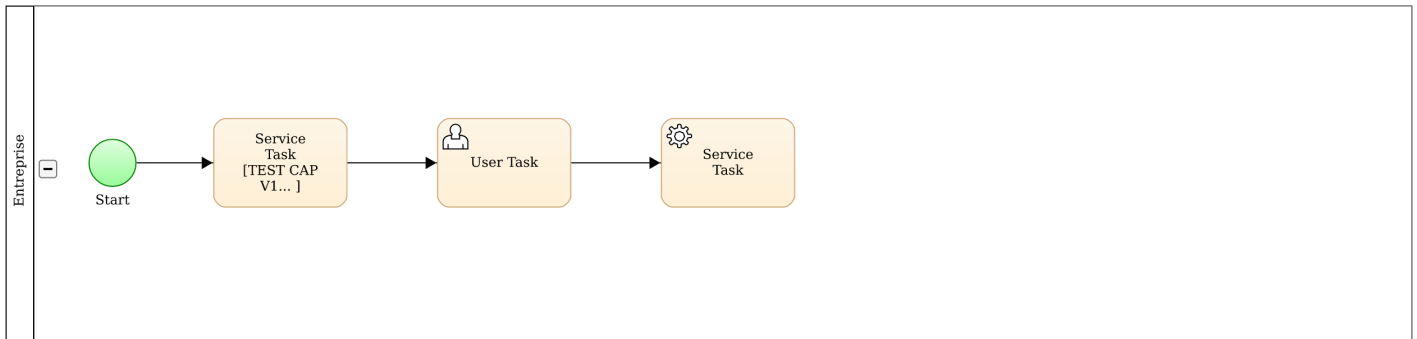 Entreprise
Start
Service
Task
[TEST CAP
V1... ]
User Task
Service
Task